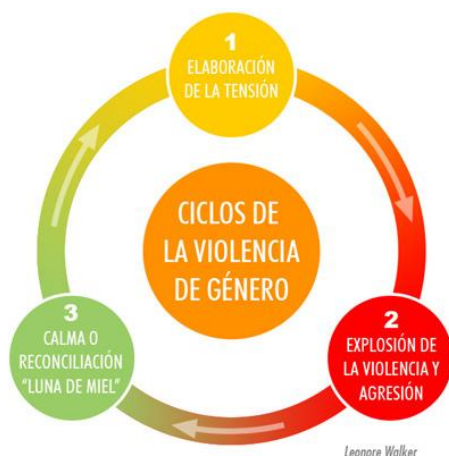 1
ELABORACIÓN
DE LA TENSIÓN
CICLOS DE
LA VIOLENCIA
DE GÉNERO
2
EXPLOSIÓN DE
LA VIOLENCIA Y
AGRESIÓN
3
CALMA O
RECONCILIACIÓN
"LUNA DE MIEL"
Leonore Walker